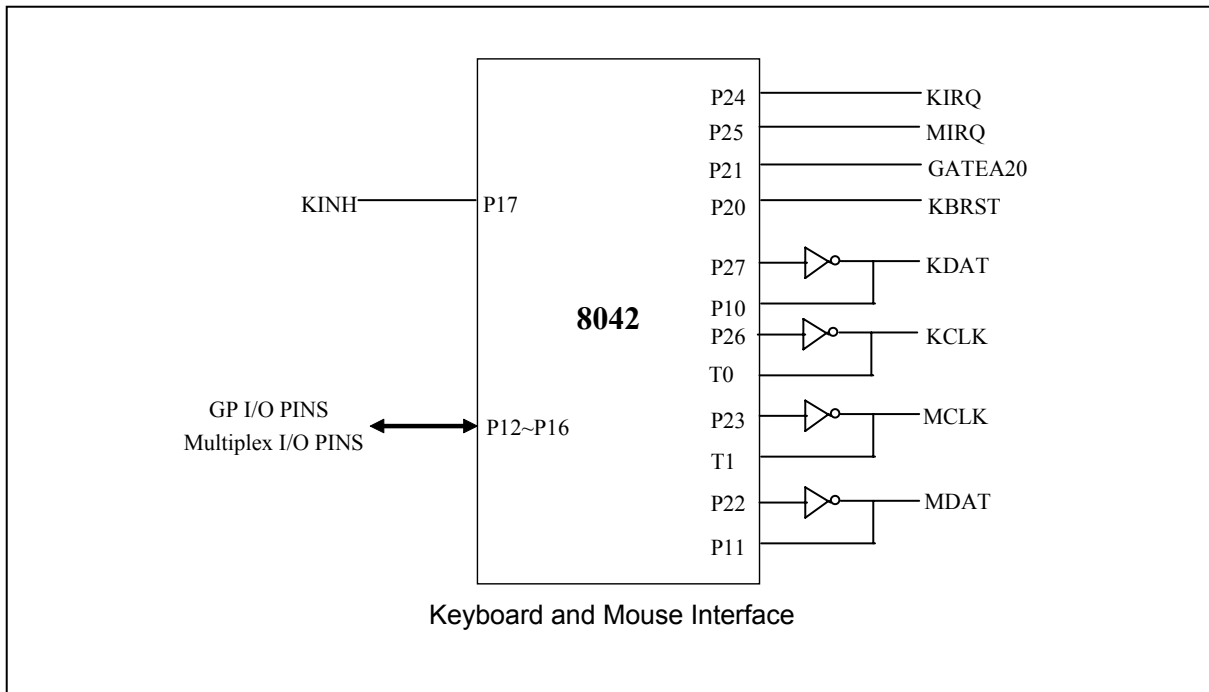 P24 KIRQ
P25 MIRQ
P21 GATEA20
KINH P17 P20 KBRST
P27 KDAT
P10
8042
P26 KCLK
T0
GP I/O PINS
Multiplex I/O PINS
P12~P16
P23 MCLK
T1
P22 MDAT
P11
Keyboard and Mouse Interface